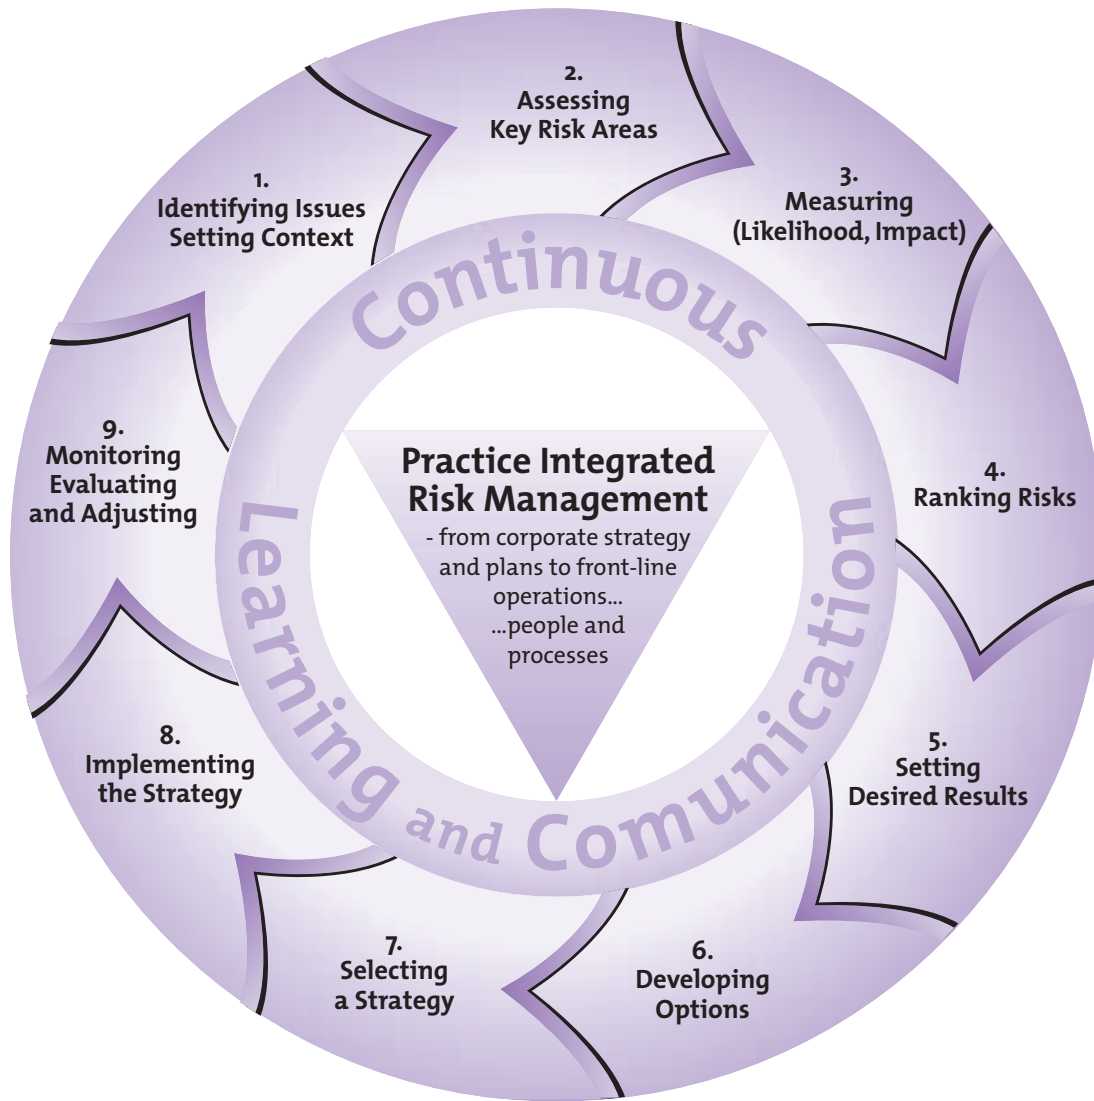 1.
Identifying Issues
Setting Context
2.
Assessing
Key Risk Areas
3.
Measuring
(Likelihood, Impact)
4.
Ranking Risks
5.
Setting
Desired Results
6.
Developing
Options
7.
Selecting
a Strategy
8.
Implementing
the Strategy
9.
Monitoring
Evaluating
and Adjusting
Continuous
Learning and Comunication
Practice Integrated
Risk Management
- from corporate strategy
and plans to front-line
operations...
...people and
processes